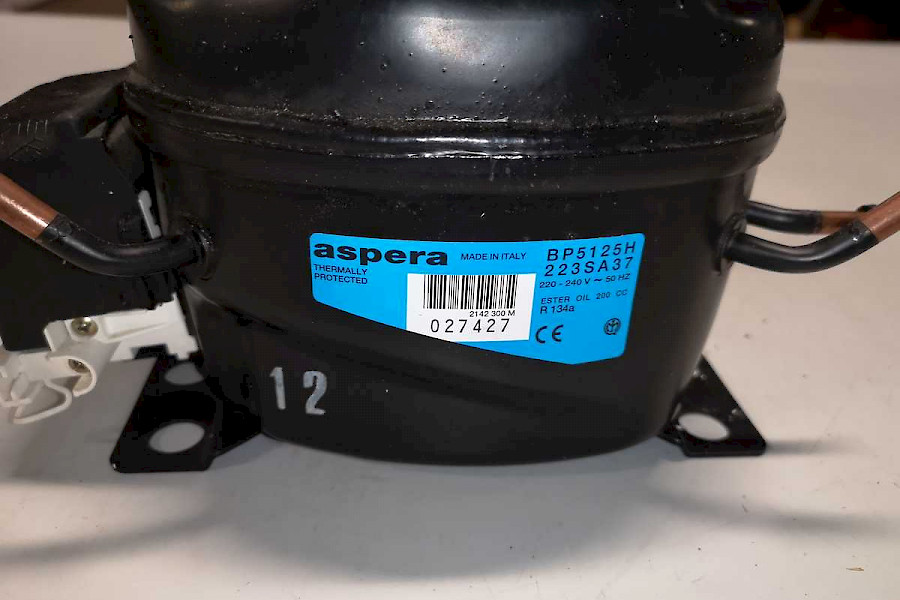 aspera
MADE IN ITALY
THERMALLY
PROTECTED
BP5125H
223SA37
220 - 240 V ~ 50 HZ
ESTER OIL 200 CC
R 134a
2142 300 M
027427
CE
12